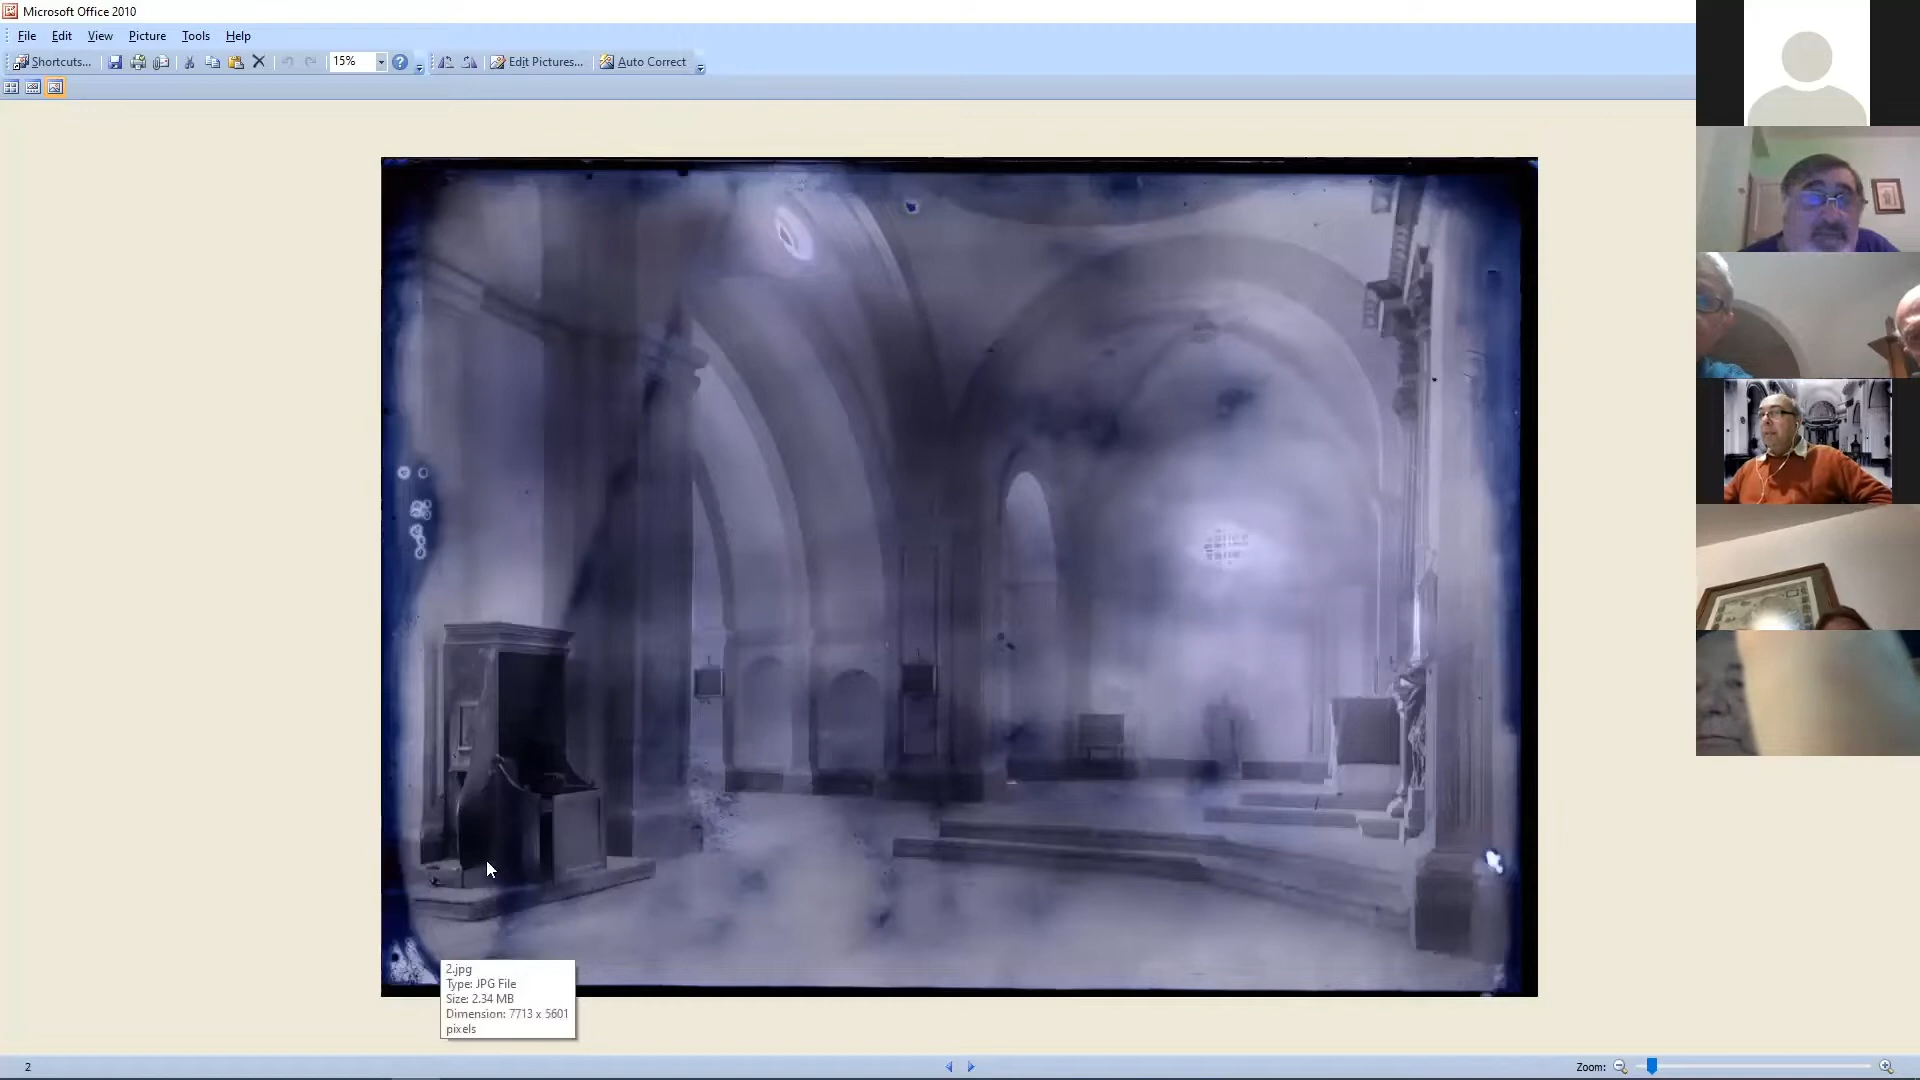 Microsoft Office 2010
File Edit View Picture Tools Help
Shortcuts... 15% Edit Pictures... Auto Correct
2.jpg
Type: JPG File
Size: 2.34 MB
Dimension: 7713 x 5601
pixels
2 Zoom: